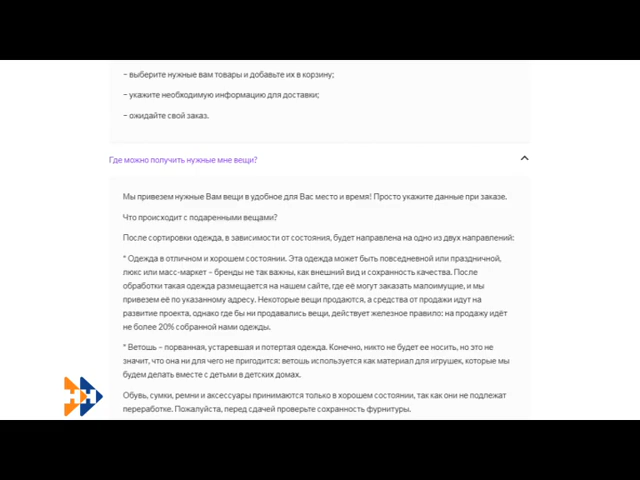 – выберите нужные вам товары и добавьте их в корзину;
– укажите необходимую информацию для доставки;
– ожидайте свой заказ.
Где можно получить нужные мне вещи?
Мы привезем нужные Вам вещи в удобное для Вас место и время! Просто укажите данные при заказе.
Что происходит с подаренными вещами?
После сортировки одежда, в зависимости от состояния, будет направлена на одно из двух направлений:
* Одежда в отличном и хорошем состоянии. Эта одежда может быть повседневной или праздничной,
люкс или масс-маркет – бренды не так важны, как внешний вид и сохранность качества. После
обработки такая одежда размещается на нашем сайте, где её могут заказать малоимущие, и мы
привезем её по указанному адресу. Некоторые вещи продаются, а средства от продажи идут на
развитие проекта, однако где бы ни продавались вещи, действует железное правило: на продажу идёт
не более 20% собранной нами одежды.
* Ветошь – порванная, устаревшая и потертая одежда. Конечно, никто не будет ее носить, но это не
значит, что она ни для чего не пригодится: ветошь используется как материал для игрушек, которые мы
будем делать вместе с детьми в детских домах.
Обувь, сумки, ремни и аксессуары принимаются только в хорошем состоянии, так как они не подлежат
переработке. Пожалуйста, перед сдачей проверьте сохранность фурнитуры.
НН